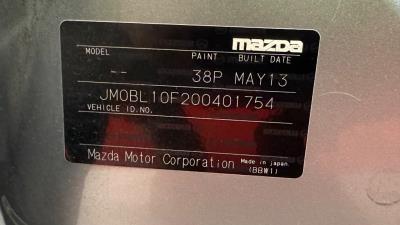 mazda
MODEL PAINT BUILT DATE
-- 38P MAY13
JM0BL10F200401754
VEHICLE ID.NO.
Mazda Motor Corporation Made in japan.
(BBW1)